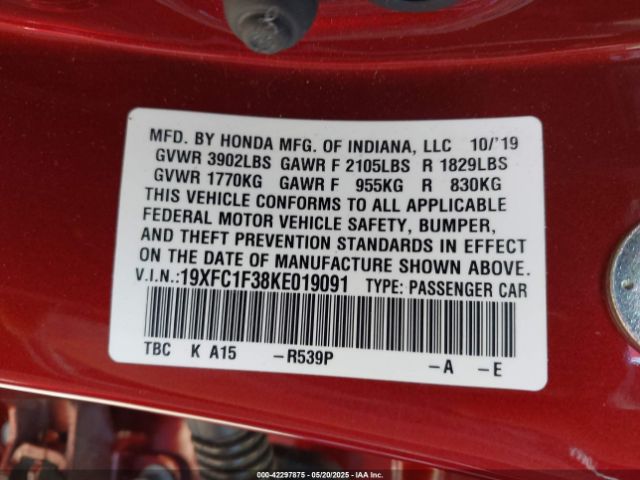 MFD. BY HONDA MFG. OF INDIANA, LLC 10/'19
GVWR 3902LBS GAWR F 2105LBS R 1829LBS
GVWR 1770KG GAWR F 955KG R 830KG
THIS VEHICLE CONFORMS TO ALL APPLICABLE
FEDERAL MOTOR VEHICLE SAFETY, BUMPER,
AND THEFT PREVENTION STANDARDS IN EFFECT
ON THE DATE OF MANUFACTURE SHOWN ABOVE.
V.I.N.:19XFC1F38KE019091 TYPE: PASSENGER CAR
TBC K A15 -R539P -A -E
000-42297875 - 05/20/2025 - IAA Inc.